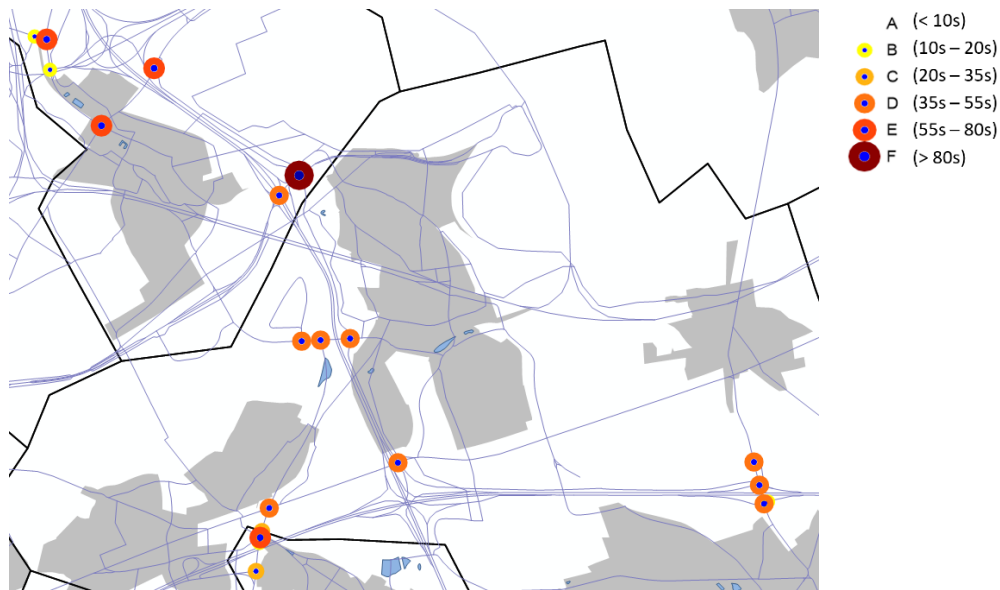 A (< 10s)
B (10s – 20s)
C (20s – 35s)
D (35s – 55s)
E (55s – 80s)
F (> 80s)